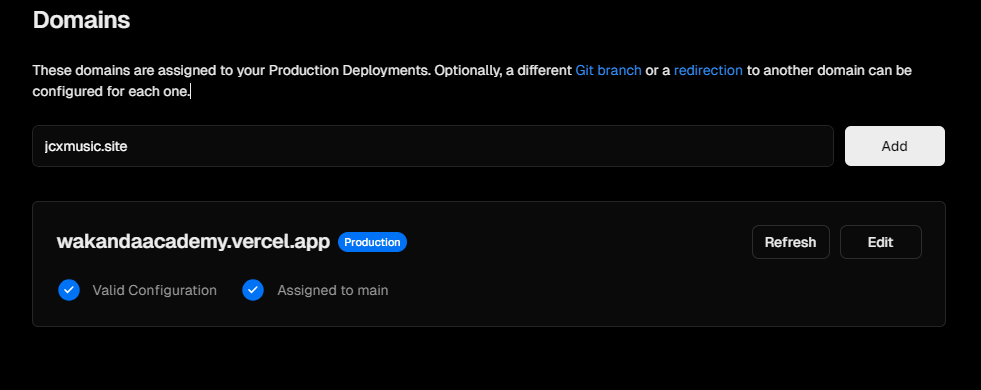 Domains
These domains are assigned to your Production Deployments. Optionally, a different Git branch or a redirection to another domain can be
configured for each one.
jcxmusic.site
Add
wakandaacademy.vercel.app
Production
Refresh
Edit
Valid Configuration
Assigned to main